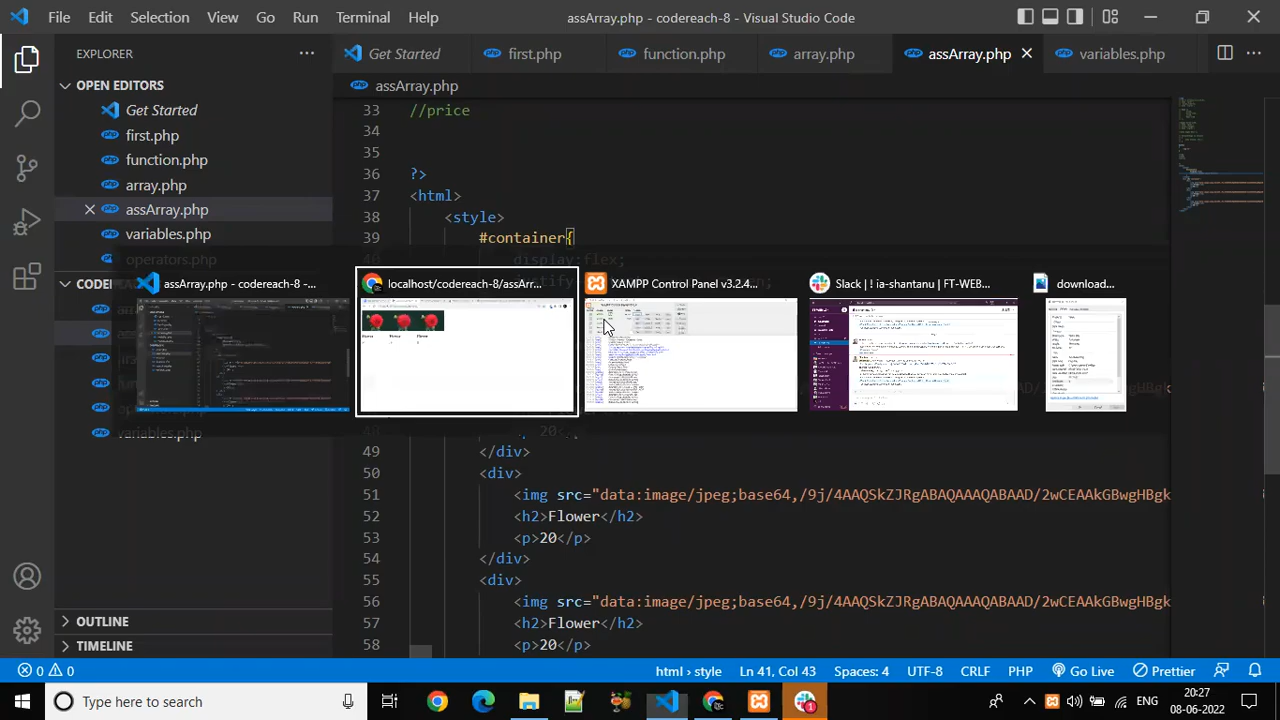 File Edit Selection View Go Run Terminal Help
assArray.php - codereach-8 - Visual Studio Code
EXPLORER
Get Started
first.php
function.php
array.php
assArray.php
variables.php
OPEN EDITORS
Get Started
first.php
function.php
array.php
assArray.php
variables.php
operators.php
assArray.php
33 //price
34
35
36 ?>
37 <html>
38 <style>
39 #container{
display:flex;
assArray.php - codereach-8 -...
localhost/codereach-8/assArr...
XAMPP Control Panel v3.2.4...
Slack | ! ia-shantanu | FT-WEB...
download...
variables.php
49 </div>
50 <div>
51 <img src="data:image/jpeg;base64,/9j/4AAQSkZJRgABAQAAAQABAAD/2wCEAAkGBwgHBgk
52 <h2>Flower</h2>
53 <p>20</p>
54 </div>
55 <div>
56 <img src="data:image/jpeg;base64,/9j/4AAQSkZJRgABAQAAAQABAAD/2wCEAAkGBwgHBgk
57 <h2>Flower</h2>
58 <p>20</p>
OUTLINE
TIMELINE
0 0
html > style
Ln 41, Col 43
Spaces: 4
UTF-8
CRLF
PHP
Go Live
Prettier
Type here to search
1
ENG
20:27
08-06-2022